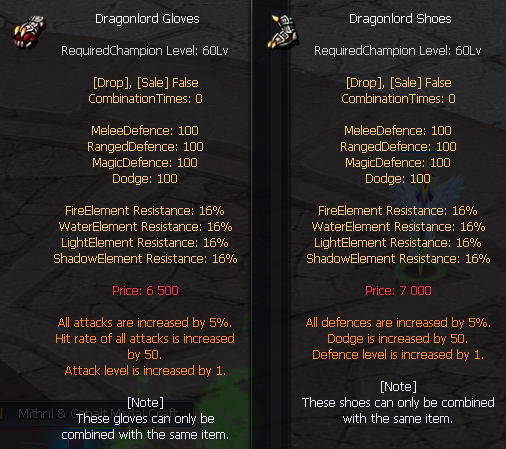 Dragonlord Gloves
RequiredChampion Level: 60Lv
[Drop], [Sale] False
CombinationTimes: 0
MeleeDefence: 100
RangedDefence: 100
MagicDefence: 100
Dodge: 100
FireElement Resistance: 16%
WaterElement Resistance: 16%
LightElement Resistance: 16%
ShadowElement Resistance: 16%
Price: 6 500
All attacks are increased by 5%.
Hit rate of all attacks is increased
by 50.
Attack level is increased by 1.
[Note]
These gloves can only be
combined with the same item.
Mithril & Cobalt Medal Craft
Dragonlord Shoes
RequiredChampion Level: 60Lv
[Drop], [Sale] False
CombinationTimes: 0
MeleeDefence: 100
RangedDefence: 100
MagicDefence: 100
Dodge: 100
FireElement Resistance: 16%
WaterElement Resistance: 16%
LightElement Resistance: 16%
ShadowElement Resistance: 16%
Price: 7 000
All defences are increased by 5%.
Dodge is increased by 50.
Defence level is increased by 1.
[Note]
These shoes can only be combined
with the same item.